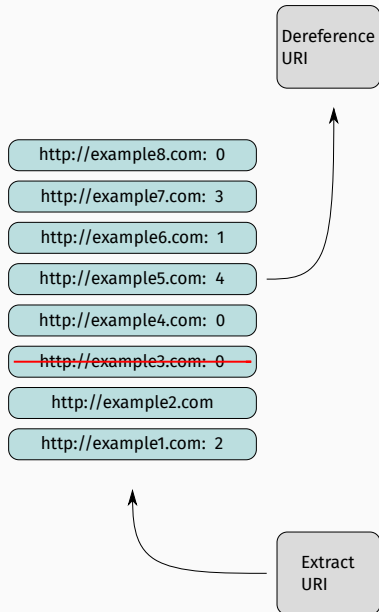 Dereference
URI
http://example8.com: 0
http://example7.com: 3
http://example6.com: 1
http://example5.com: 4
http://example4.com: 0
http://example3.com: 0
http://example2.com
http://example1.com: 2
Extract
URI